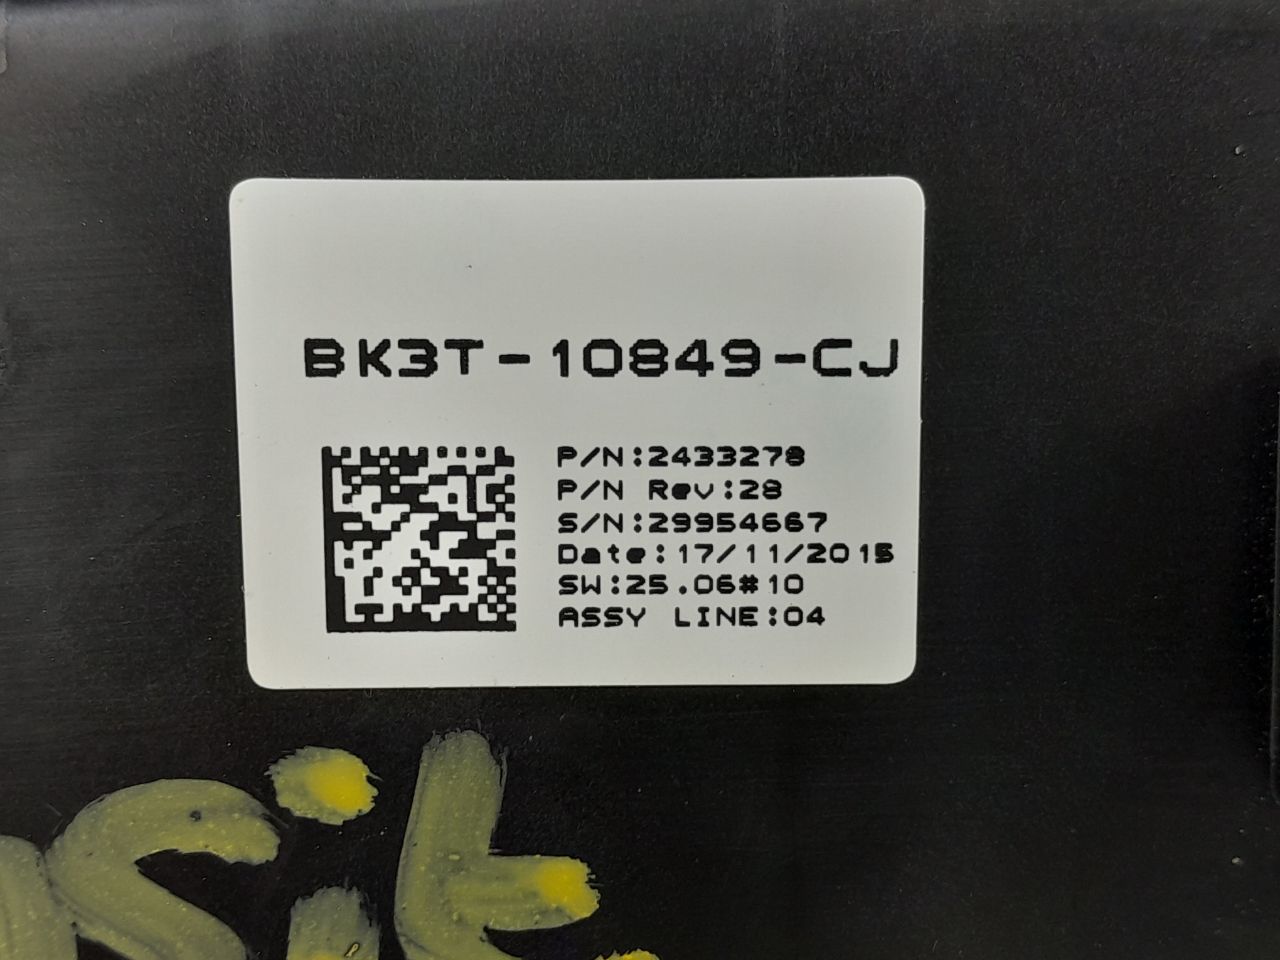 BK3T-10849-CJ
P/N:2433278
P/N Rev:28
S/N:29954667
Date:17/11/2015
SW:25.06#10
ASSY LINE:04